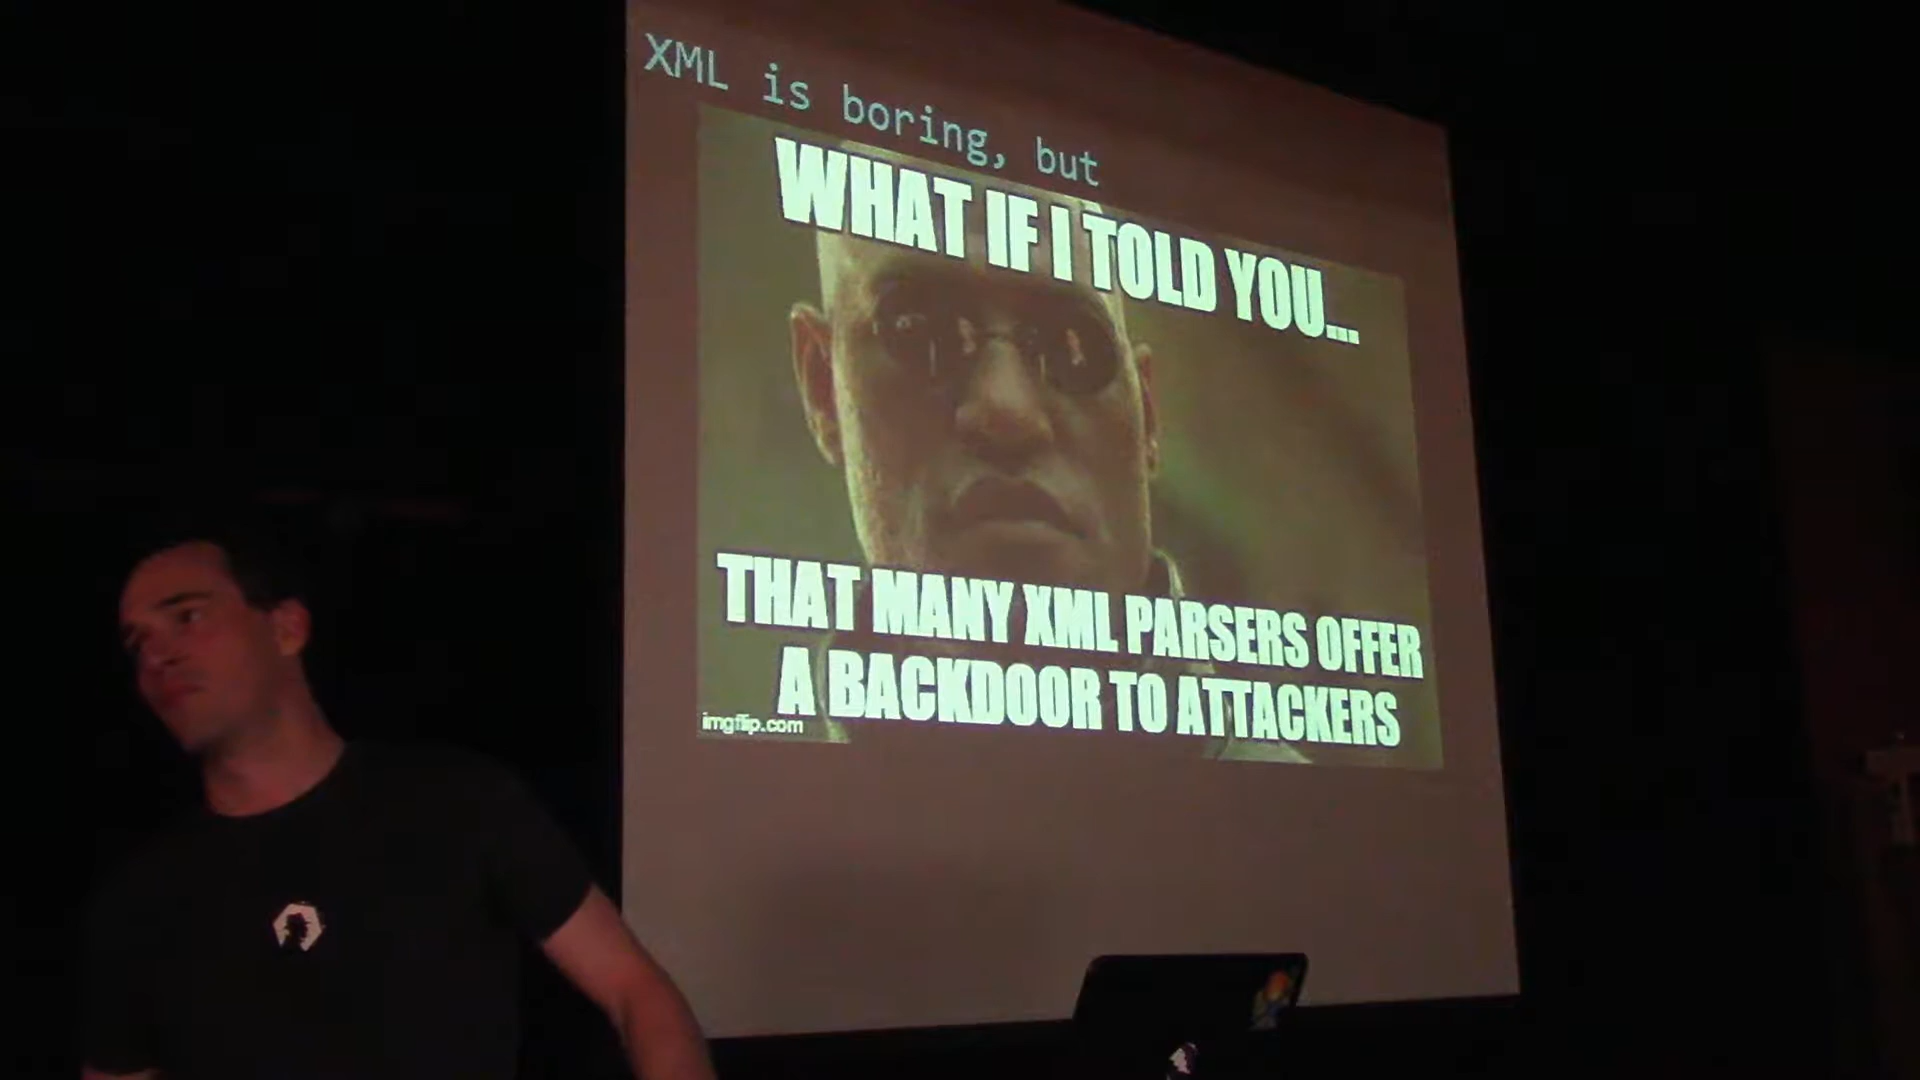 XML is boring, but
WHAT IF I TOLD YOU...
THAT MANY XML PARSERS OFFER
A BACKDOOR TO ATTACKERS
imgflip.com